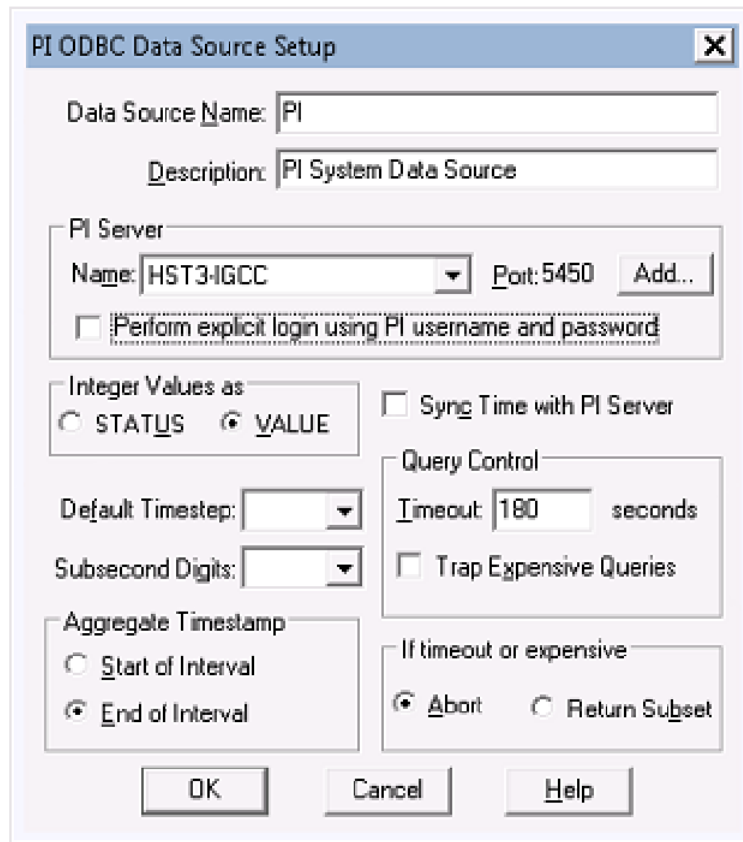 PI ODBC Data Source Setup
Data Source Name: PI
Description: PI System Data Source
PI Server
Name: HST3-IGCC Port: 5450 Add...
Perform explicit login using PI username and password
Integer Values as
STATUS VALUE
Sync Time with PI Server
Query Control
Default Timestep:
Timeout: 180 seconds
Subsecond Digits:
Trap Expensive Queries
Aggregate Timestamp
Start of Interval
End of Interval
If timeout or expensive
Abort Return Subset
OK Cancel Help